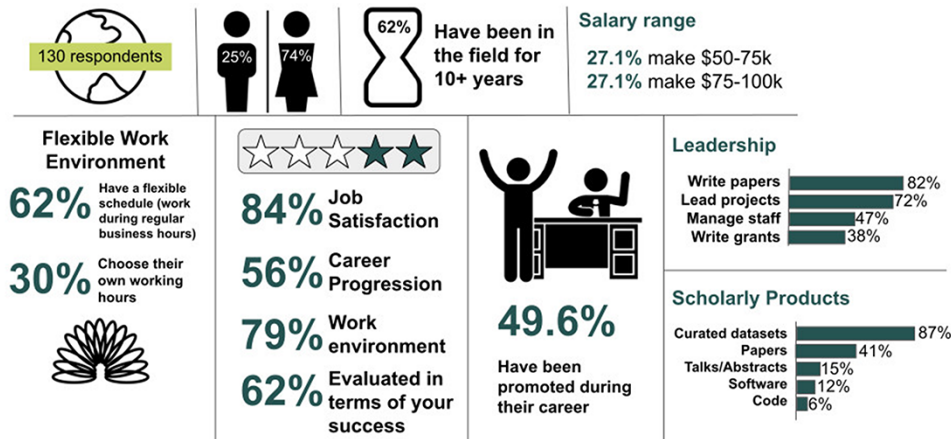 130 respondents
25%
74%
62%
Have been in
the field for
10+ years
Salary range
27.1% make $50-75k
27.1% make $75-100k
Flexible Work
Environment
62%
Have a flexible
schedule (work
during regular
business hours)
30%
Choose their
own working
hours
84% Job
Satisfaction
56% Career
Progression
79% Work
environment
62% Evaluated in
terms of your
success
49.6%
Have been
promoted during
their career
Leadership
Write papers 82%
Lead projects 72%
Manage staff 47%
Write grants 38%
Scholarly Products
Curated datasets 87%
Papers 41%
Talks/Abstracts 15%
Software 12%
Code 6%